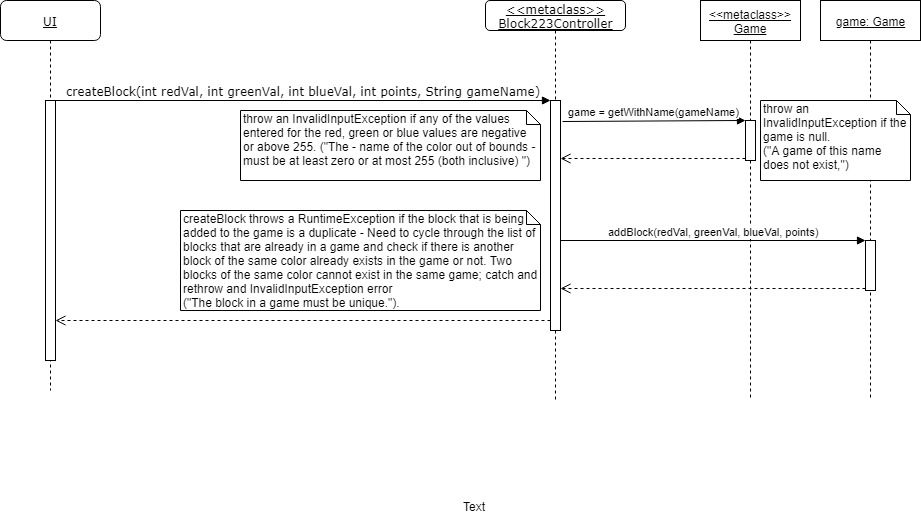 UI
<<metaclass>>
Block223Controller
<<metaclass>>
Game
game: Game
createBlock(int redVal, int greenVal, int blueVal, int points, String gameName)
throw an InvalidInputException if any of the values
entered for the red, green or blue values are negative
or above 255. ("The - name of the color out of bounds -
must be at least zero or at most 255 (both inclusive) ")
game = getWithName(gameName)
throw an
InvalidInputException if the
game is null.
("A game of this name
does not exist,")
createBlock throws a RuntimeException if the block that is being
added to the game is a duplicate - Need to cycle through the list of
blocks that are already in a game and check if there is another
block of the same color already exists in the game or not. Two
blocks of the same color cannot exist in the same game; catch and
rethrow and InvalidInputException error
("The block in a game must be unique.").
addBlock(redVal, greenVal, blueVal, points)
Text